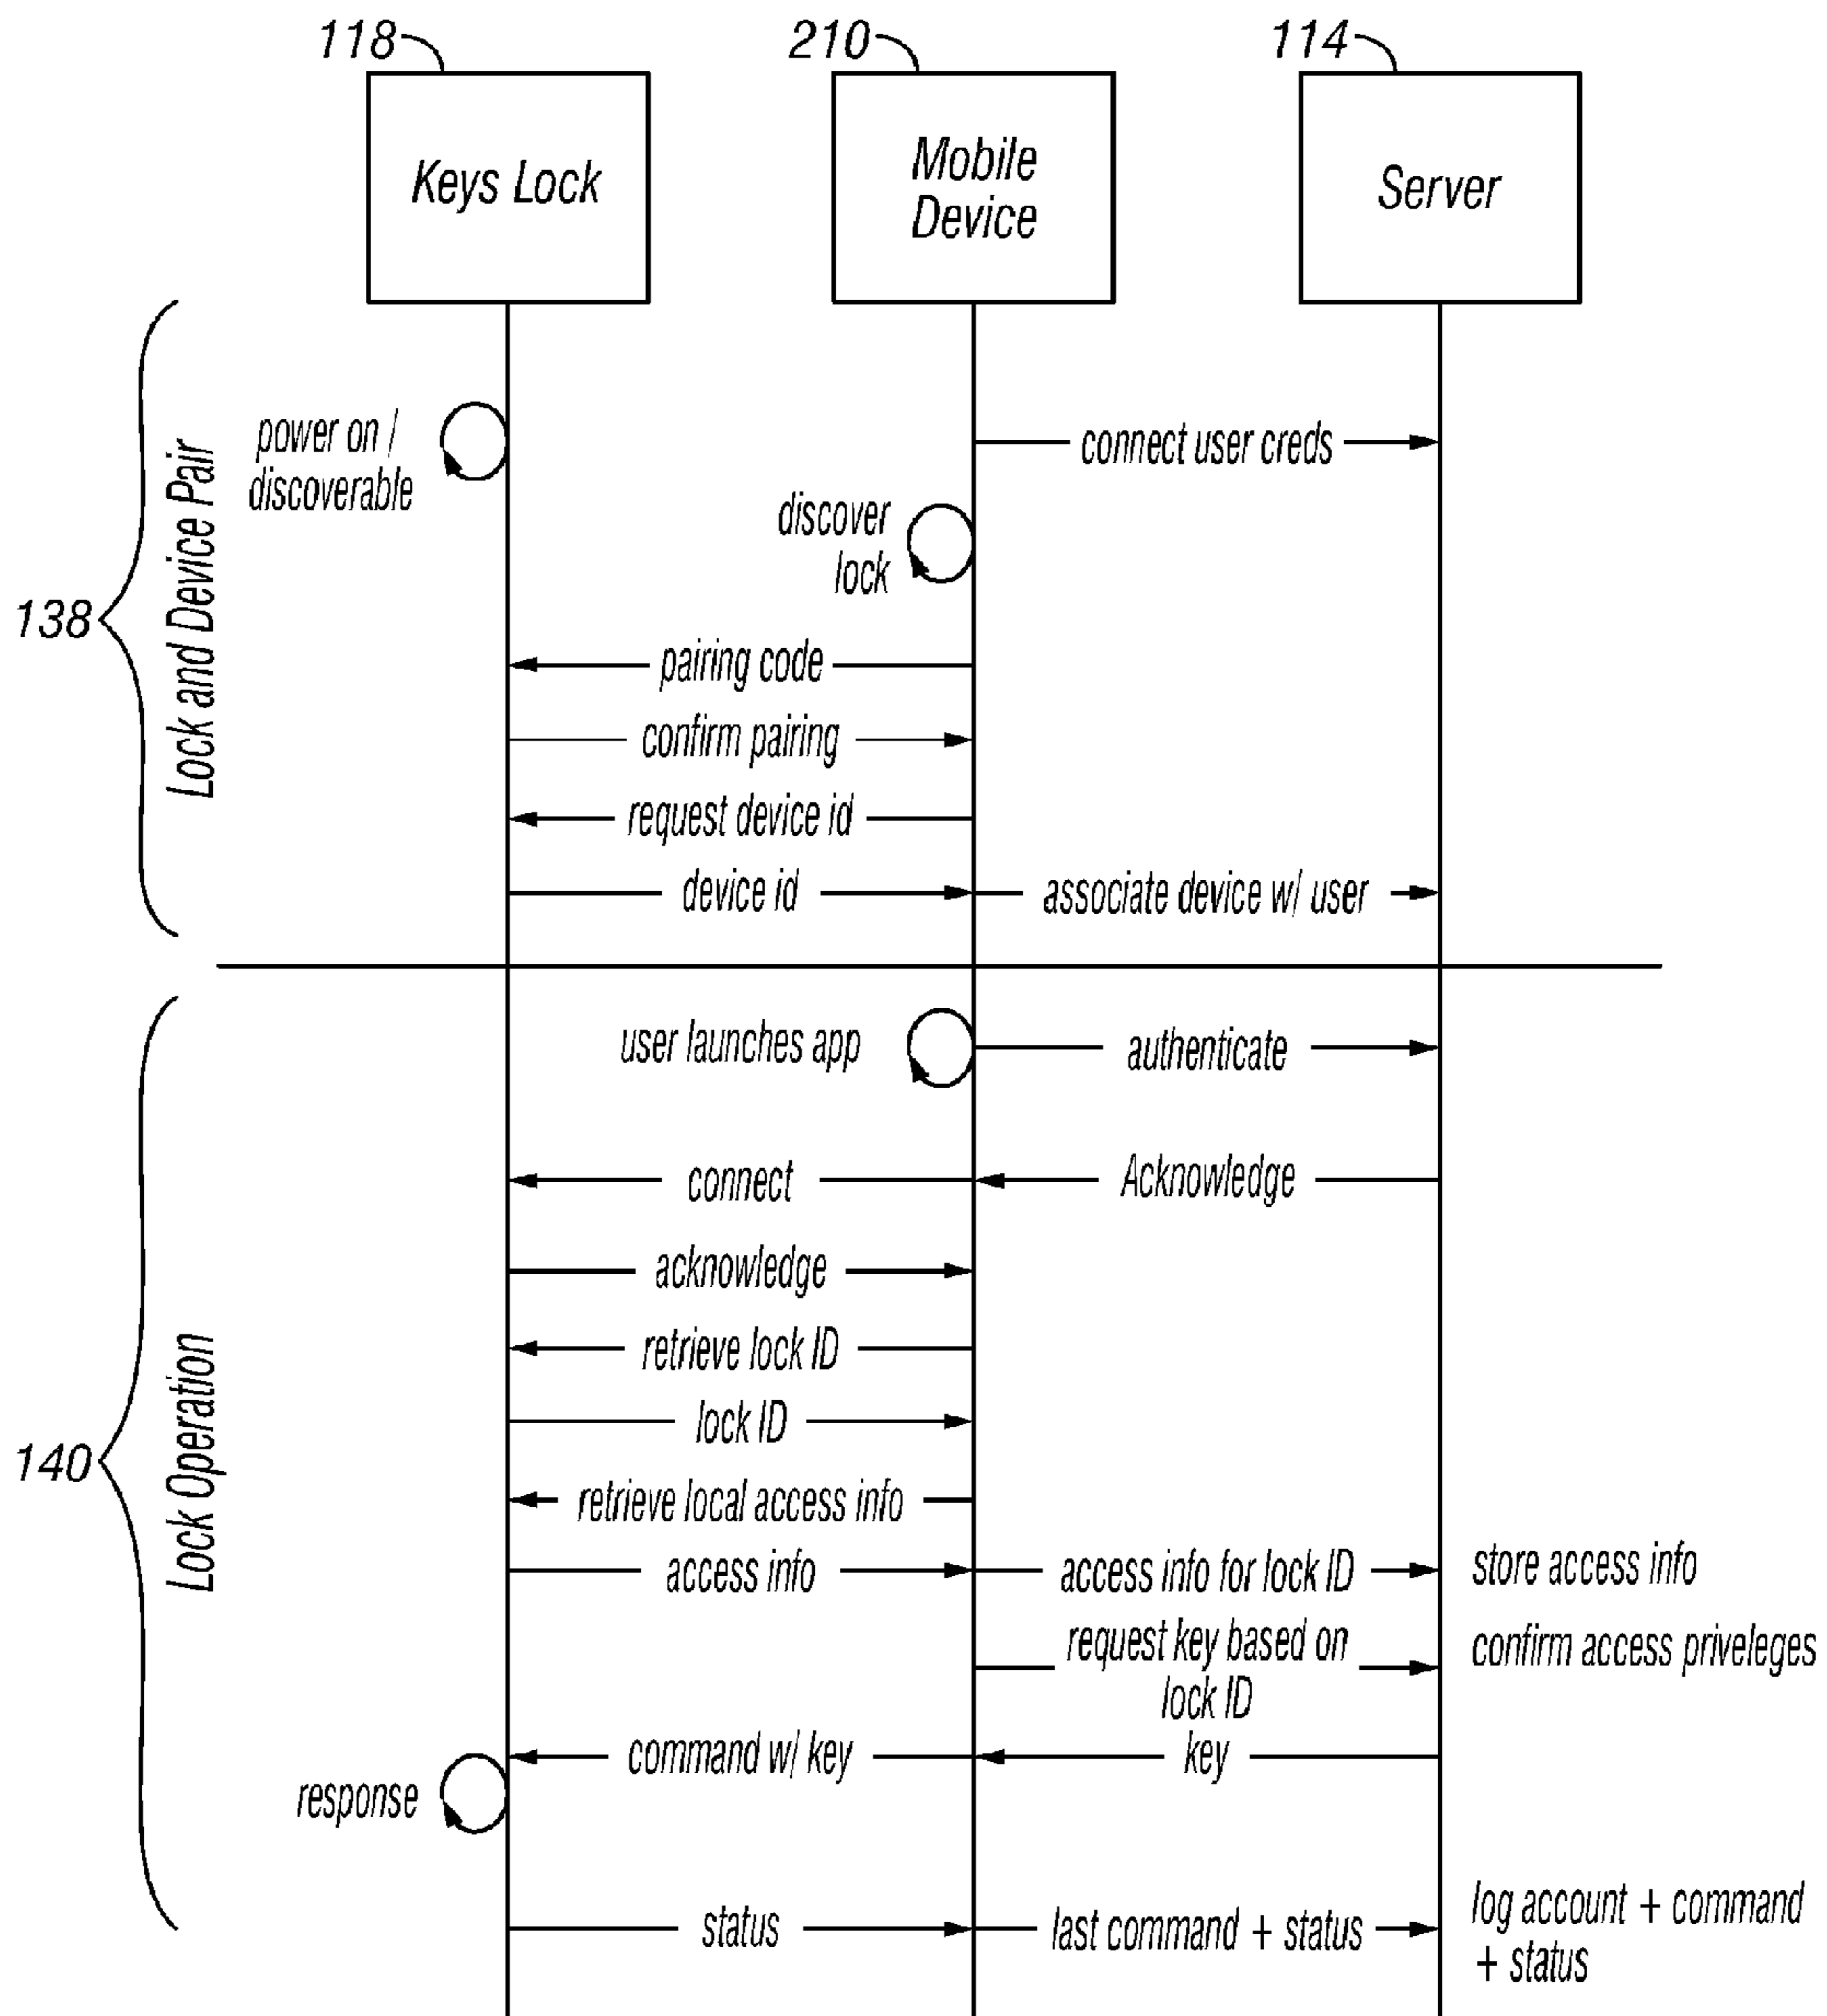 118
210
114
Keys Lock
Mobile
Device
Server
138
Lock and Device Pair
power on /
discoverable
connect user creds
discover
lock
pairing code
confirm pairing
request device id
device id
associate device w/ user
140
Lock Operation
user launches app
authenticate
connect
Acknowledge
acknowledge
retrieve lock ID
lock ID
retrieve local access info
access info
access info for lock ID
store access info
request key based on
lock ID
confirm access priveleges
command w/ key
key
response
status
last command + status
log account + command
+ status